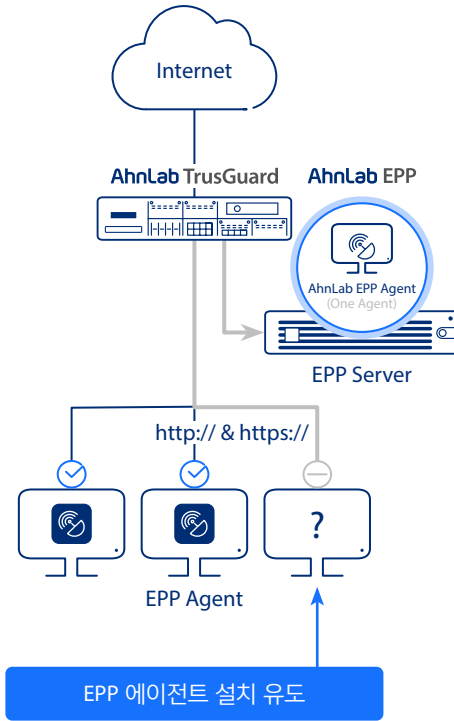 Internet
AhnLab TrusGuard
AhnLab EPP
AhnLab EPP Agent
(One Agent)
EPP Server
http:// & https://
?
EPP Agent
EPP 에이전트 설치 유도